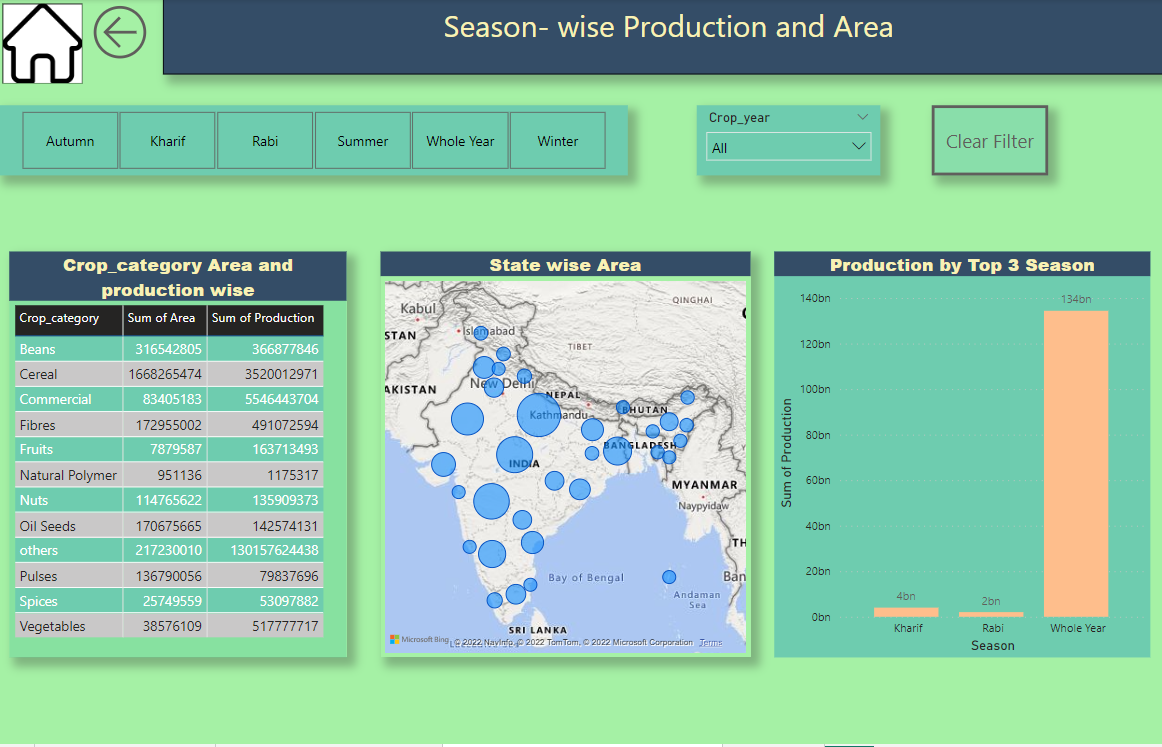 Season- wise Production and Area
Autumn Kharif Rabi Summer Whole Year Winter
Crop_year
All
Clear Filter
Crop_category Area and
production wise
Crop_category Sum of Area Sum of Production
Beans 316542805 366877846
Cereal 1668265474 3520012971
Commercial 83405183 5546443704
Fibres 172955002 491072594
Fruits 7879587 163713493
Natural Polymer 951136 1175317
Nuts 114765622 135909373
Oil Seeds 170675665 142574131
others 217230010 130157624438
Pulses 136790056 79837696
Spices 25749559 53097882
Vegetables 38576109 517777717
State wise Area
QINGHAI
Kabul
Islamabad
STAN
TIBET
New Delhi
AKISTAN
NEPAL
Kathmandu
BHUTAN
BANGLADESH
INDIA
MYANMAR
Naypyidaw
TH
Bay of Bengal
Ban
Andaman
Sea
SRI LANKA
Microsoft Bing
© 2022 NavInfo, © 2022 TomTom, © 2022 Microsoft Corporation Terms
Production by Top 3 Season
Sum of Production
140bn
120bn
100bn
80bn
60bn
40bn
20bn
0bn
134bn
4bn
2bn
Kharif Rabi Whole Year
Season